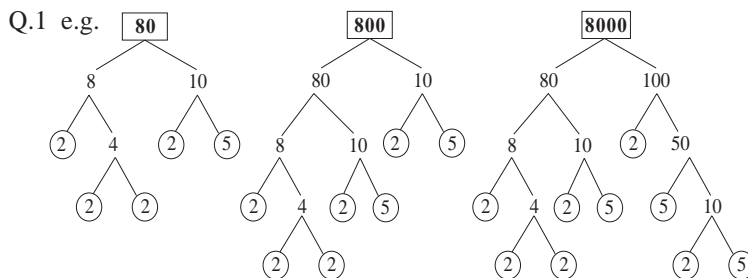 Q.1 e.g. 80 800 8000
8 10 80 10 80 100
2 4 2 5 8 10 2 5 8 10 2 50
2 2 2 4 2 5 2 4 2 5 5 10
2 2 2 2 2 5